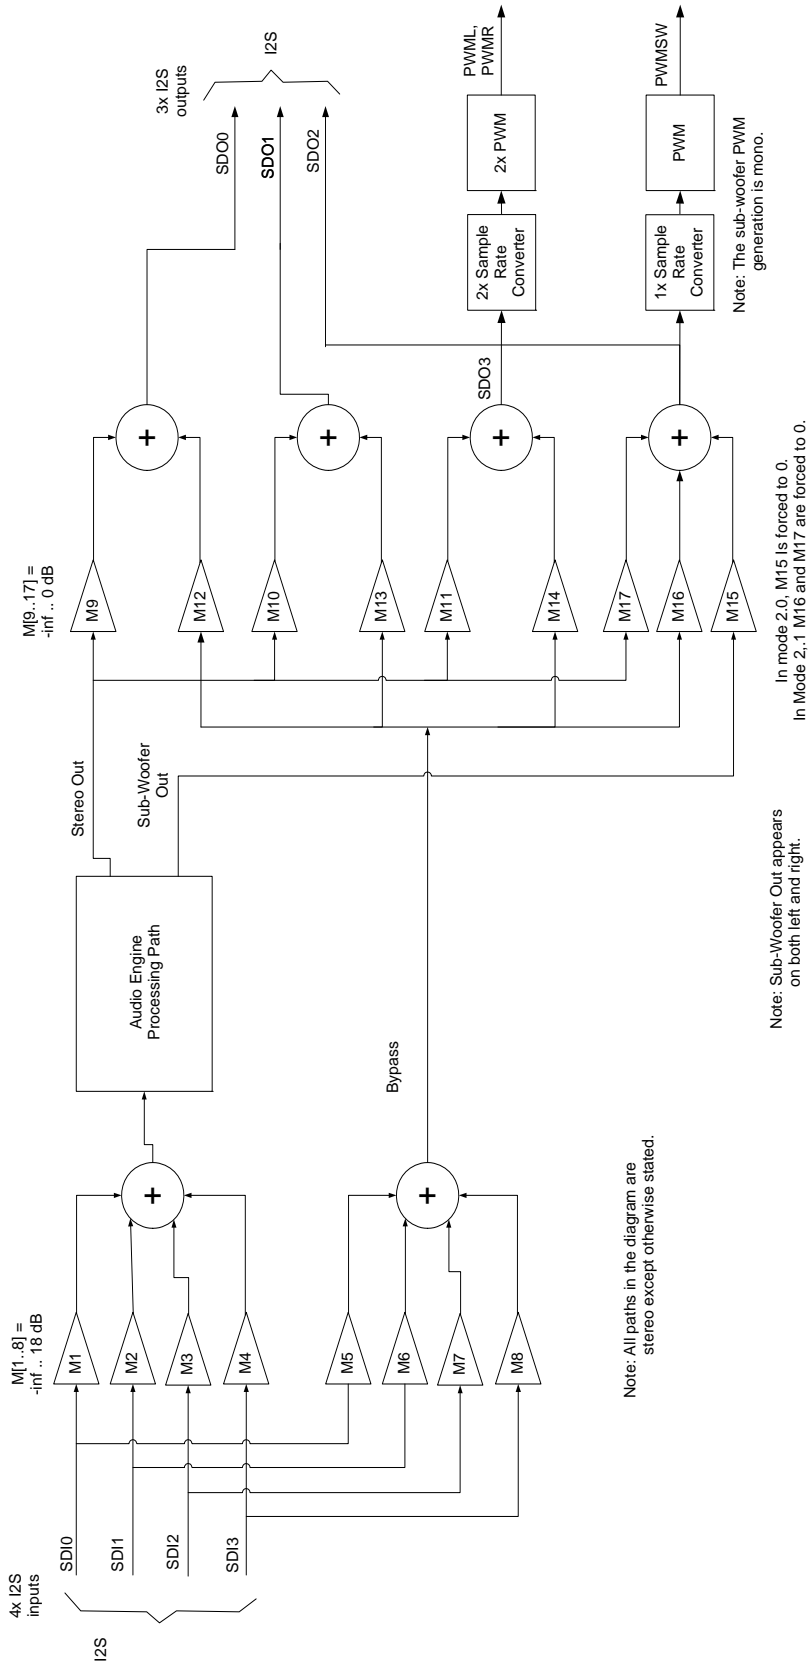 4x I2S
inputs
I2S
SDI0
SDI1
SDI2
SDI3
M[1..8] =
-inf .. 18 dB
M1
M2
M3
M4
M5
M6
M7
M8
+
+
Audio Engine
Processing Path
Bypass
Stereo Out
Sub-Woofer
Out
M[9..17] =
-inf .. 0 dB
M9
M12
M10
M13
M11
M14
M17
M16
M15
+
+
+
+
SDO3
2x Sample
Rate
Converter
1x Sample
Rate
Converter
2x PWM
PWM
SDO0
SDO1
SDO2
3x I2S
outputs
I2S
PWML,
PWMR
PWMSW
Note: The sub-woofer PWM
generation is mono.
Note: All paths in the diagram are
stereo except otherwise stated.
Note: Sub-Woofer Out appears
on both left and right.
In mode 2.0, M15 Is forced to 0.
In Mode 2,.1 M16 and M17 are forced to 0.